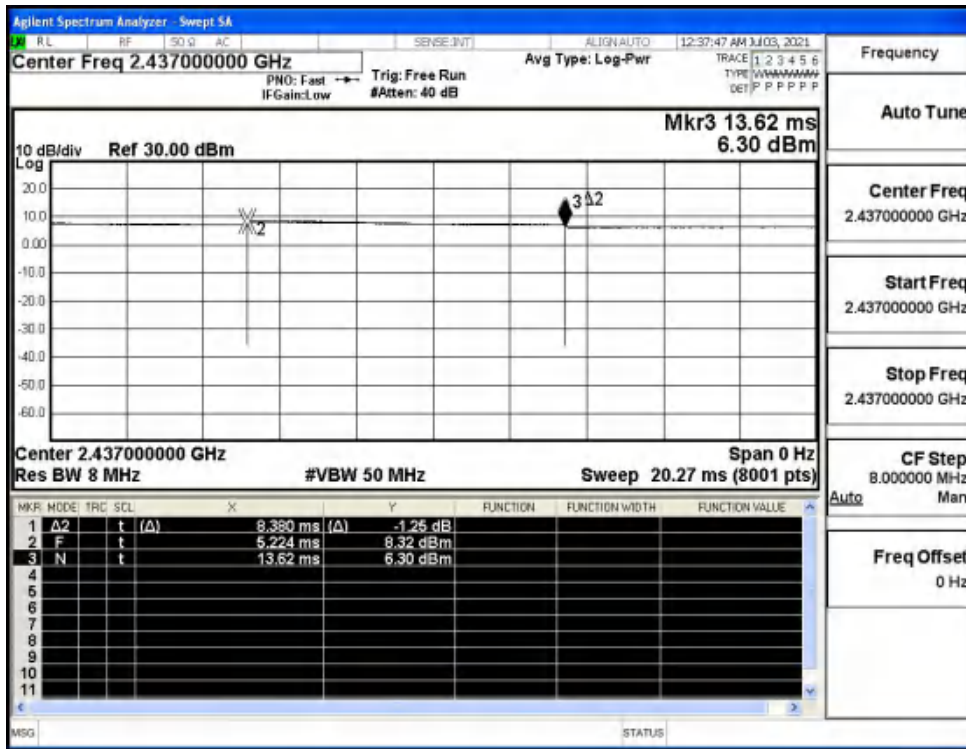 Agilent Spectrum Analyzer - Swept SA
RL RF 50 Ω AC SENSE:INT ALIGN AUTO 12:37:47 AM Jul 03, 2021
Center Freq 2.437000000 GHz Avg Type: Log-Pwr TRACE 1 2 3 4 5 6
PNO: Fast Trig: Free Run TYPE
IFGain:Low #Atten: 40 dB DET P P P P P P
Frequency
Auto Tune
Mkr3 13.62 ms
6.30 dBm
10 dB/div Ref 30.00 dBm
Log
20.0
10.0
0.00
-10.0
-20.0
-30.0
-40.0
-50.0
-60.0
2
3 Δ2
Center 2.437000000 GHz Span 0 Hz
Res BW 8 MHz #VBW 50 MHz Sweep 20.27 ms (8001 pts)
MKR MODE TRC SCL X Y FUNCTION FUNCTION WIDTH FUNCTION VALUE
1 Δ2 t (Δ) 8.380 ms (Δ) -1.25 dB
2 F t 5.224 ms 8.32 dBm
3 N t 13.62 ms 6.30 dBm
4
5
6
7
8
9
10
11
MSG STATUS
Center Freq
2.437000000 GHz
Start Freq
2.437000000 GHz
Stop Freq
2.437000000 GHz
CF Step
8.000000 MHz
Auto Man
Freq Offset
0 Hz